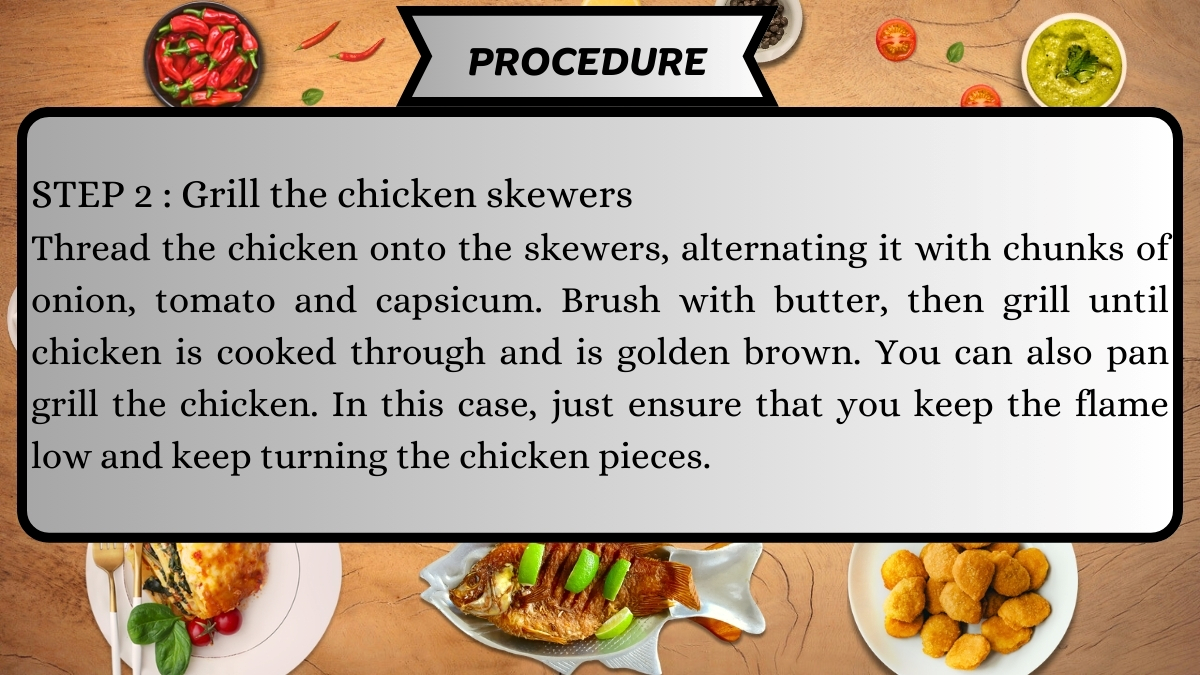 PROCEDURE
STEP 2 : Grill the chicken skewers
Thread the chicken onto the skewers, alternating it with chunks of
onion, tomato and capsicum. Brush with butter, then grill until
chicken is cooked through and is golden brown. You can also pan
grill the chicken. In this case, just ensure that you keep the flame
low and keep turning the chicken pieces.